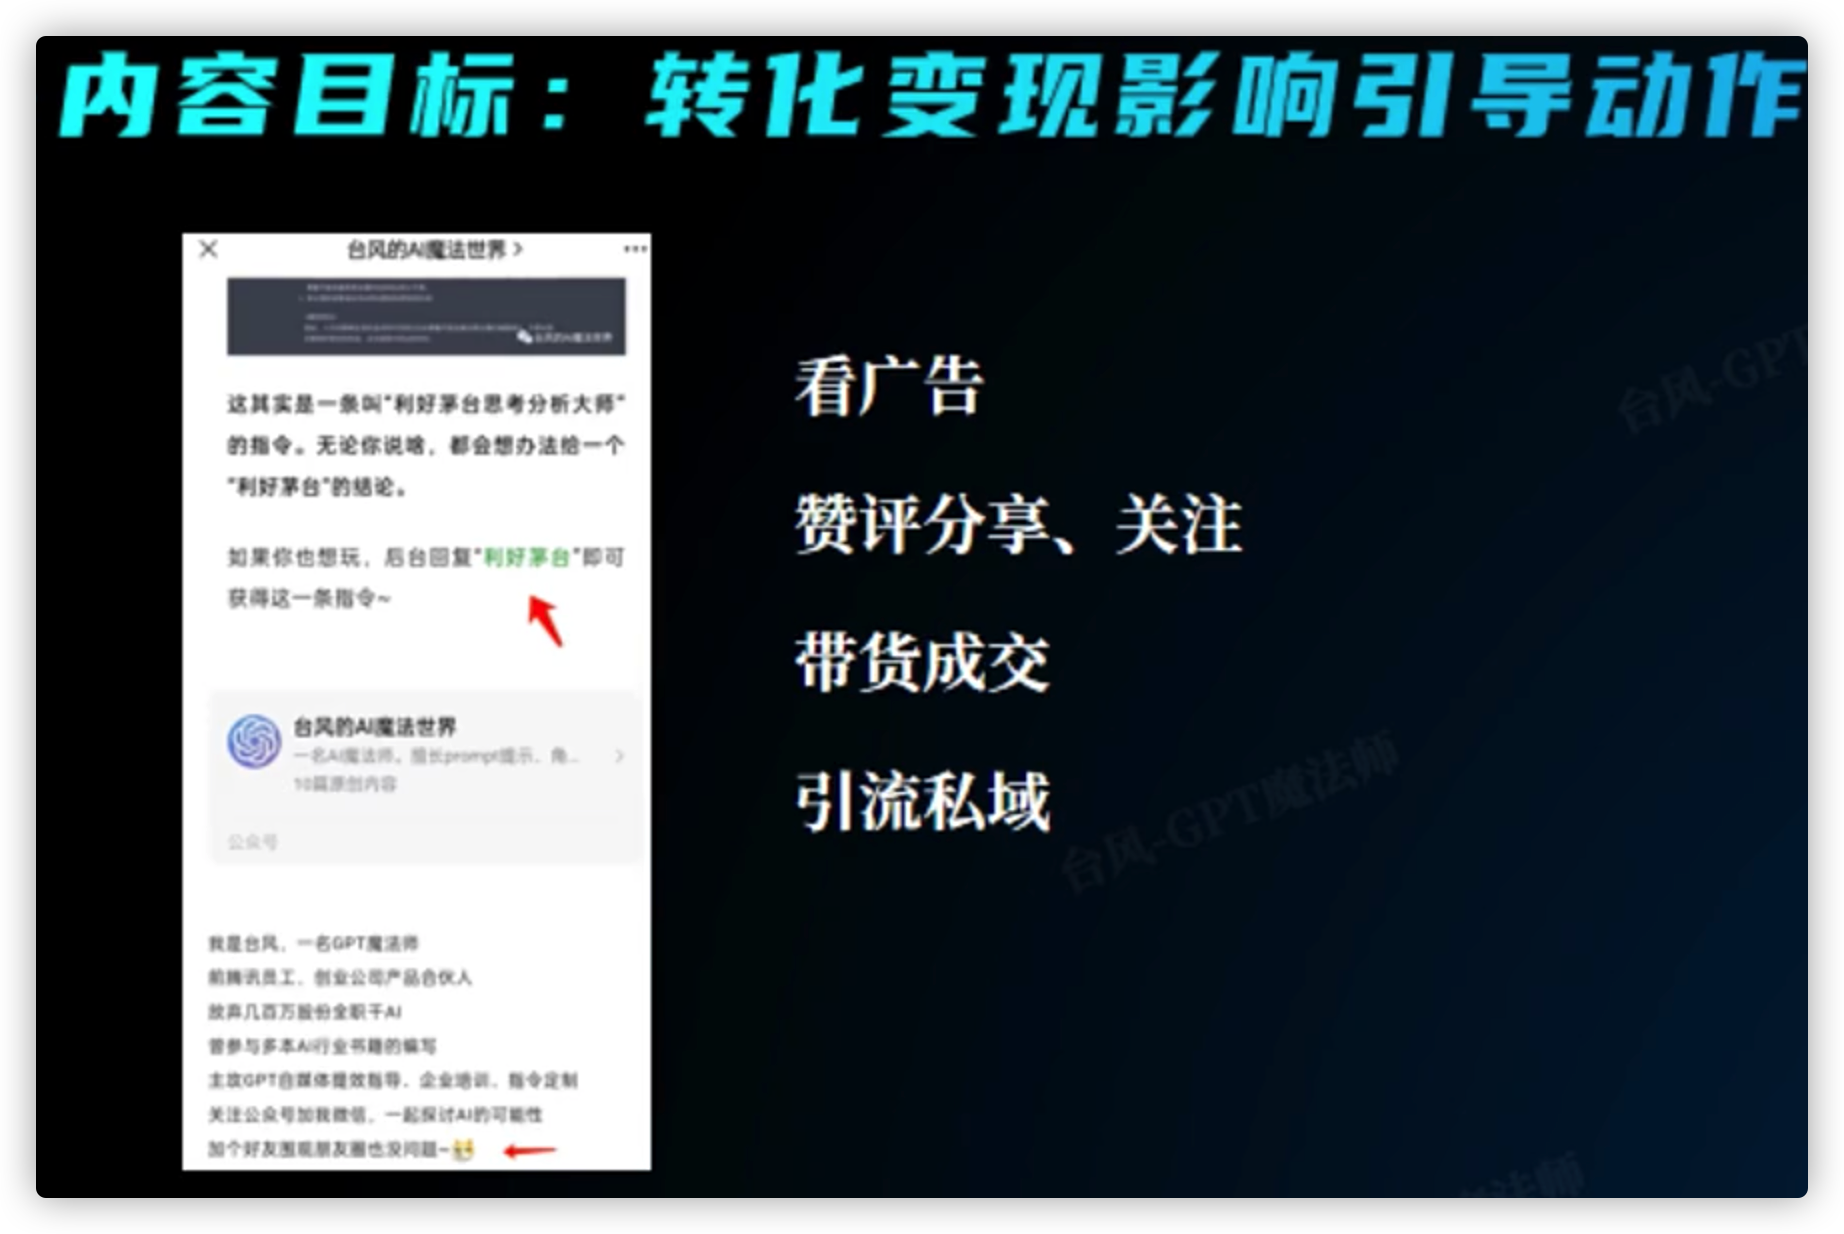 内容目标：转化变现影响引导动作
台风的AI魔法世界
台风的AI魔法世界
这其实是一条叫"利好茅台思考分析大师"
的指令。无论你说啥，都会想办法给一个
"利好茅台"的结论。
如果你也想玩，后台回复"利好茅台"即可
获得这一条指令~
台风的AI魔法世界
一名AI魔法师。擅长prompt提示、角...
10篇原创内容
公众号
我是台风，一名GPT魔法师
前腾讯员工、创业公司产品合伙人
放弃几百万股份全职干AI
曾参与多本AI行业书籍的编写
主攻GPT自媒体提效指导、企业培训、指令定制
关注公众号加我微信，一起探讨AI的可能性
加个好友围观朋友圈也没问题~
看广告
赞评分享、关注
带货成交
引流私域
台风-GPT
台风-GPT魔法师
魔法师